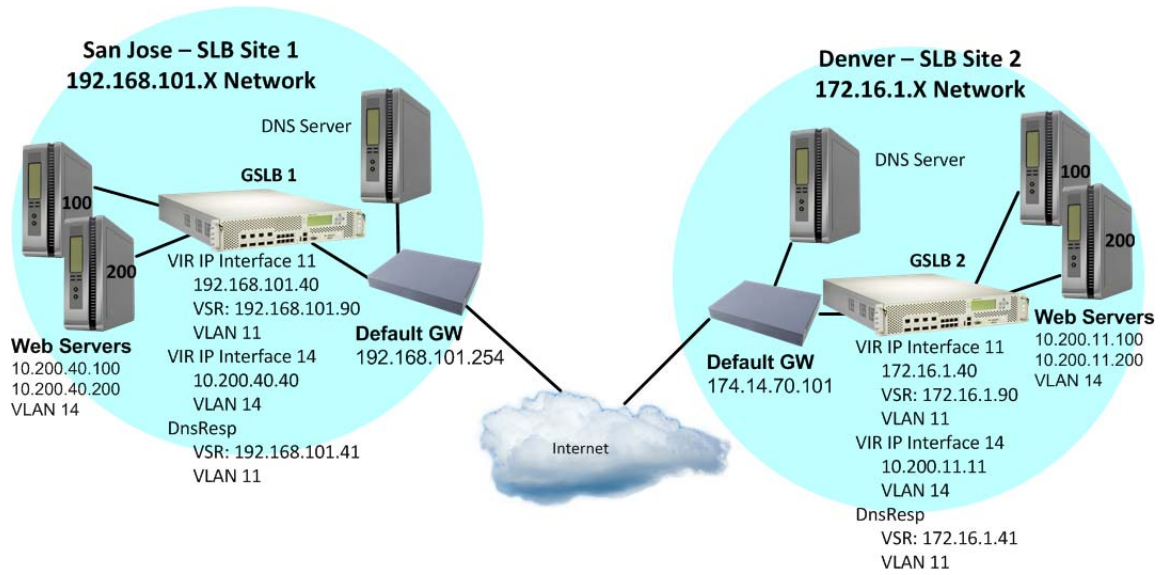 San Jose – SLB Site 1
192.168.101.X Network
DNS Server
GSLB 1
100
200
VIR IP Interface 11
192.168.101.40
VSR: 192.168.101.90
VLAN 11
VIR IP Interface 14
10.200.40.40
VLAN 14
DnsResp
VSR: 192.168.101.41
VLAN 11
Web Servers
10.200.40.100
10.200.40.200
VLAN 14
Default GW
192.168.101.254
Internet
Denver – SLB Site 2
172.16.1.X Network
DNS Server
GSLB 2
100
200
Default GW
174.14.70.101
VIR IP Interface 11
172.16.1.40
VSR: 172.16.1.90
VLAN 11
VIR IP Interface 14
10.200.11.11
VLAN 14
DnsResp
VSR: 172.16.1.41
VLAN 11
Web Servers
10.200.11.100
10.200.11.200
VLAN 14